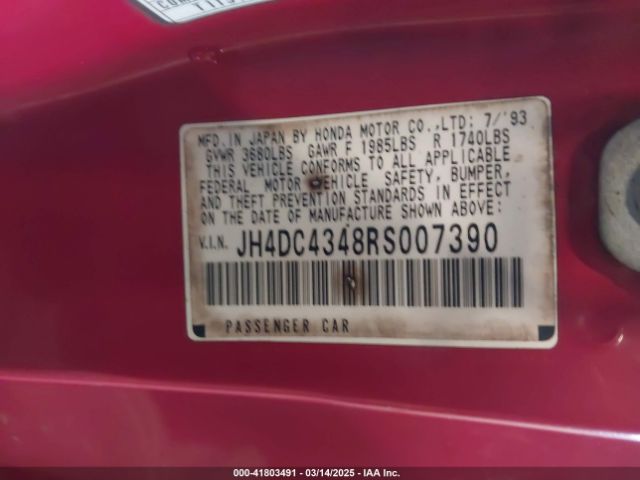 MFD. IN JAPAN BY HONDA MOTOR CO.,LTD: 7/'93
GVWR 3680LBS GAWR F 1985LBS R 1740LBS
THIS VEHICLE CONFORMS TO ALL APPLICABLE
FEDERAL MOTOR VEHICLE SAFETY, BUMPER,
AND THEFT PREVENTION STANDARDS IN EFFECT
ON THE DATE OF MANUFACTURE SHOWN ABOVE:
V.I.N. JH4DC4348RS007390
PASSENGER CAR
000-41803491 - 03/14/2025 - IAA Inc.